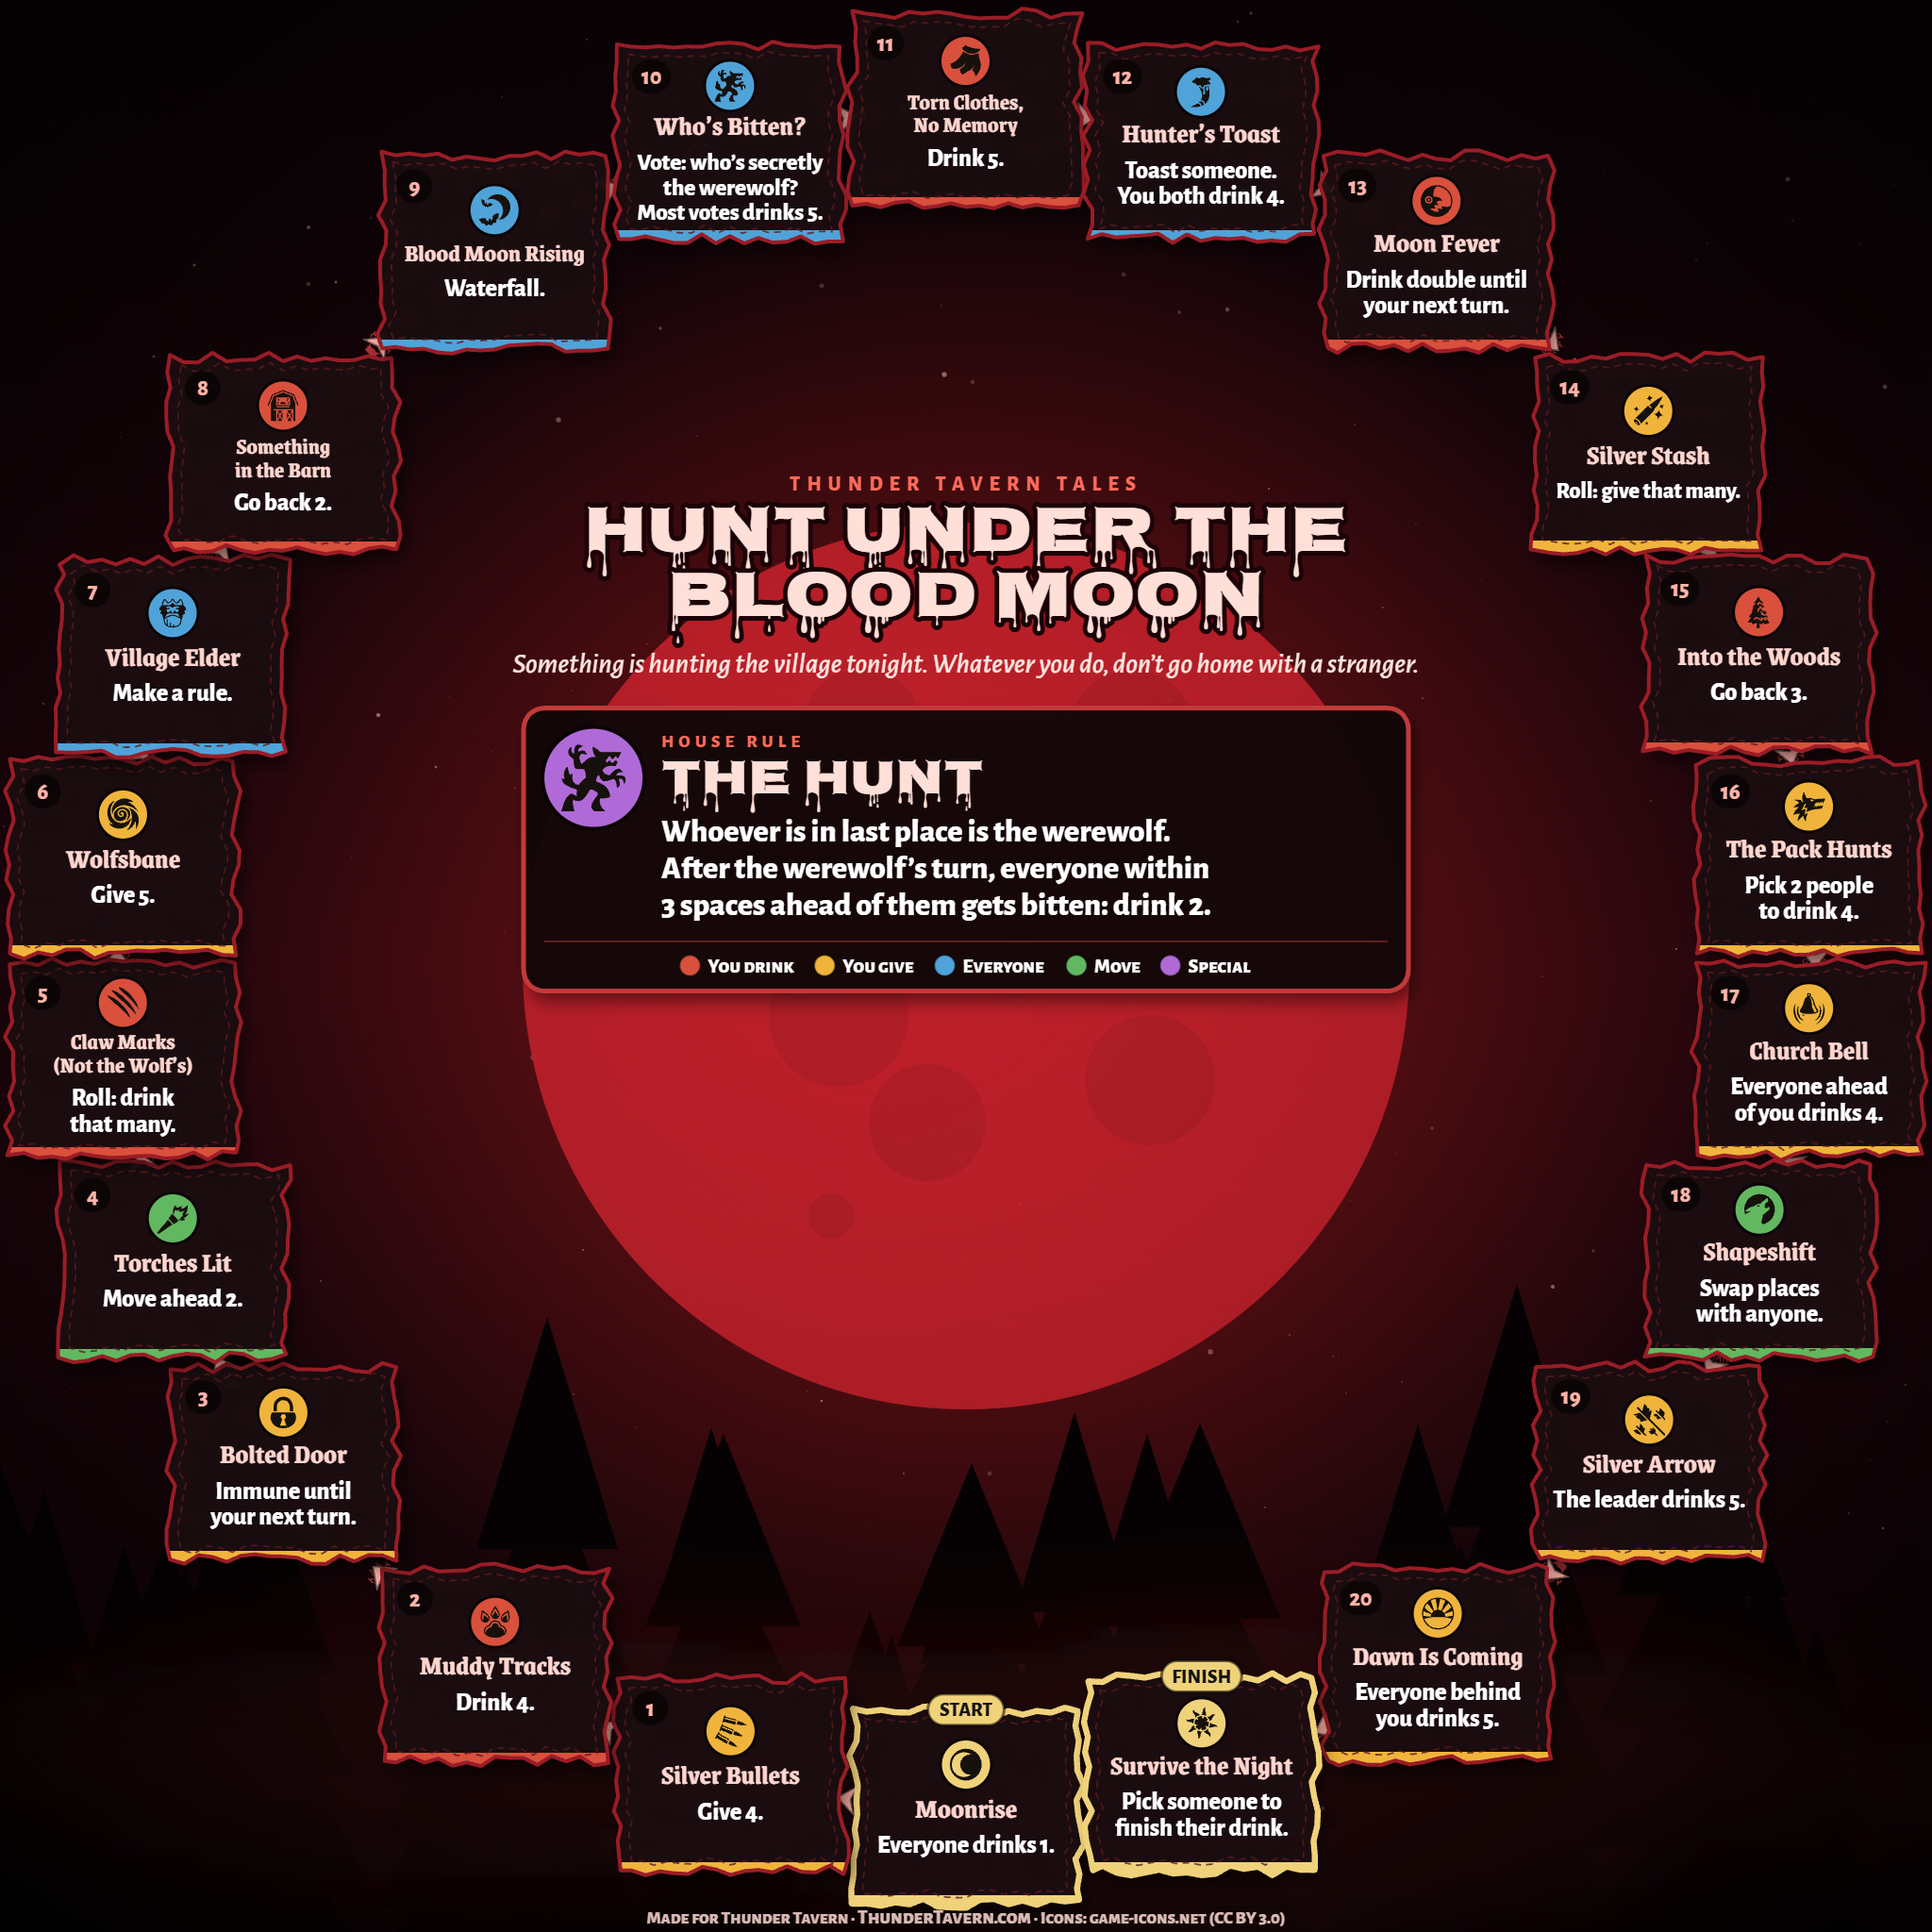 THUNDER TAVERN TALES
HUNT UNDER THE
BLOOD MOON
Something is hunting the village tonight. Whatever you do, don't go home with a stranger.
HOUSE RULE
THE HUNT
Whoever is in last place is the werewolf.
After the werewolf's turn, everyone within
3 spaces ahead of them gets bitten: drink 2.
YOU DRINK
YOU GIVE
EVERYONE
MOVE
SPECIAL
START
Moonrise
Everyone drinks 1.
1
Silver Bullets
Give 4.
2
Muddy Tracks
Drink 4.
3
Bolted Door
Immune until
your next turn.
4
Torches Lit
Move ahead 2.
5
Claw Marks
(Not the Wolf's)
Roll: drink
that many.
6
Wolfsbane
Give 5.
7
Village Elder
Make a rule.
8
Something
in the Barn
Go back 2.
9
Blood Moon Rising
Waterfall.
10
Who's Bitten?
Vote: who's secretly
the werewolf?
Most votes drinks 5.
11
Torn Clothes,
No Memory
Drink 5.
12
Hunter's Toast
Toast someone.
You both drink 4.
13
Moon Fever
Drink double until
your next turn.
14
Silver Stash
Roll: give that many.
15
Into the Woods
Go back 3.
16
The Pack Hunts
Pick 2 people
to drink 4.
17
Church Bell
Everyone ahead
of you drinks 4.
18
Shapeshift
Swap places
with anyone.
19
Silver Arrow
The leader drinks 5.
20
Dawn Is Coming
Everyone behind
you drinks 5.
FINISH
Survive the Night
Pick someone to
finish their drink.
MADE FOR THUNDER TAVERN · THUNDERTAVERN.COM · ICONS: GAME-ICONS.NET (CC BY 3.0)